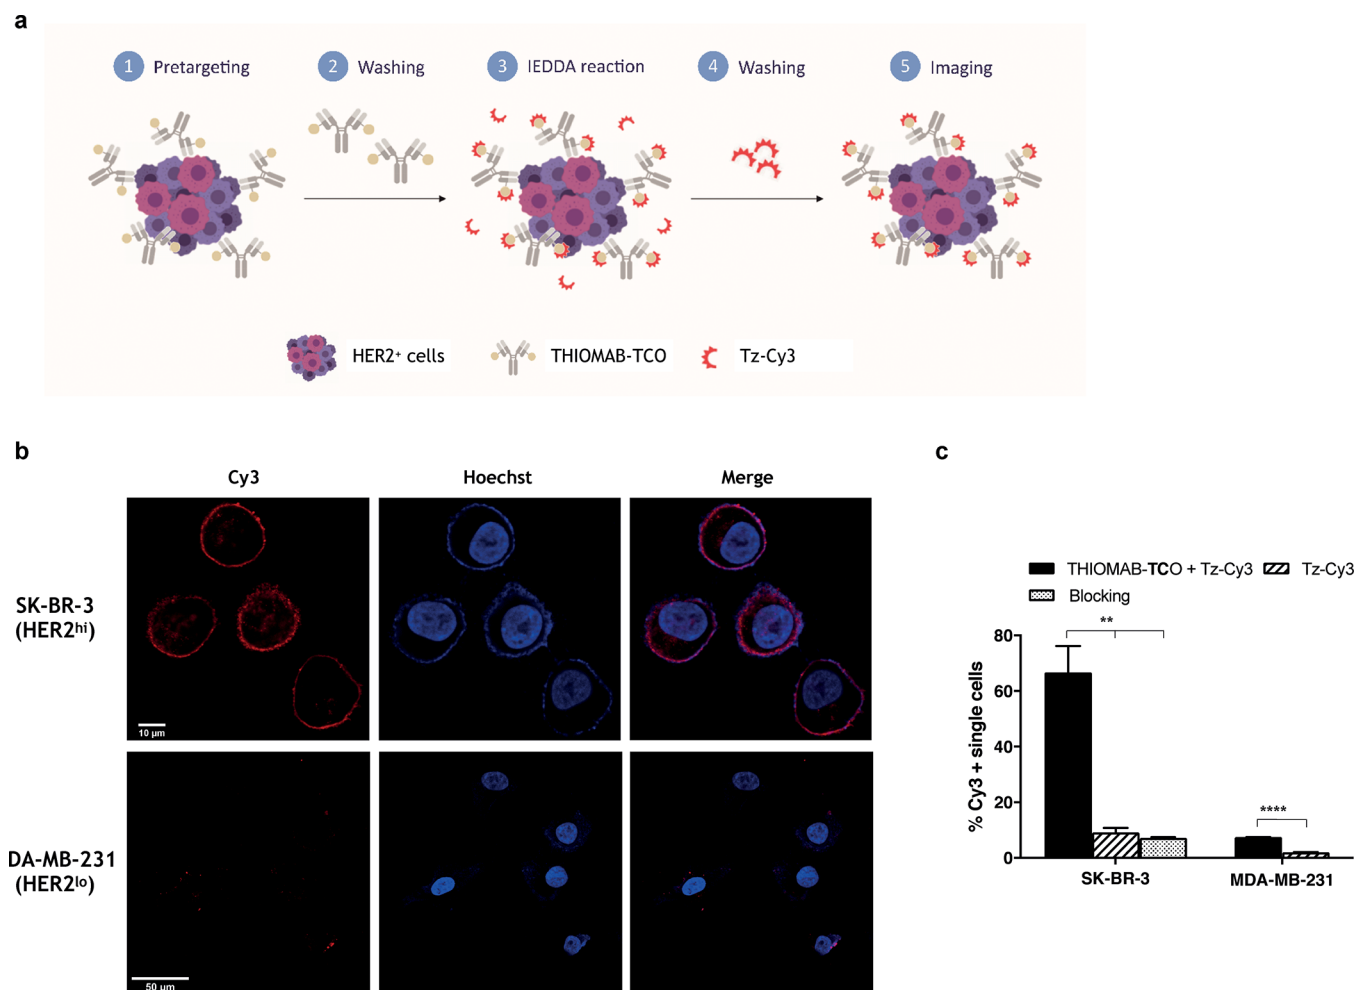 a
1 Pretargeting 2 Washing 3 IEDDA reaction 4 Washing 5 Imaging
HER2⁺ cells THIOMAB-TCO Tz-Cy3
b
Cy3 Hoechst Merge
SK-BR-3
(HER2ʰⁱ)
10 µm
DA-MB-231
(HER2ˡᵒ)
50 µm
c
THIOMAB-TCO + Tz-Cy3 Tz-Cy3
Blocking
% Cy3 + single cells
80
60
40
20
0
**
****
SK-BR-3 MDA-MB-231